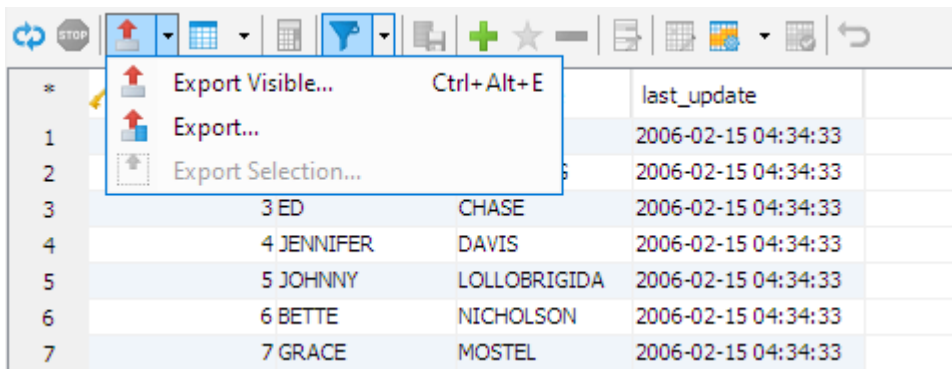 STOP
Export Visible... Ctrl+Alt+E
Export...
Export Selection...
* last_update
1 2006-02-15 04:34:33
2 2006-02-15 04:34:33
3 3 ED CHASE 2006-02-15 04:34:33
4 4 JENNIFER DAVIS 2006-02-15 04:34:33
5 5 JOHNNY LOLLOBRIGIDA 2006-02-15 04:34:33
6 6 BETTE NICHOLSON 2006-02-15 04:34:33
7 7 GRACE MOSTEL 2006-02-15 04:34:33